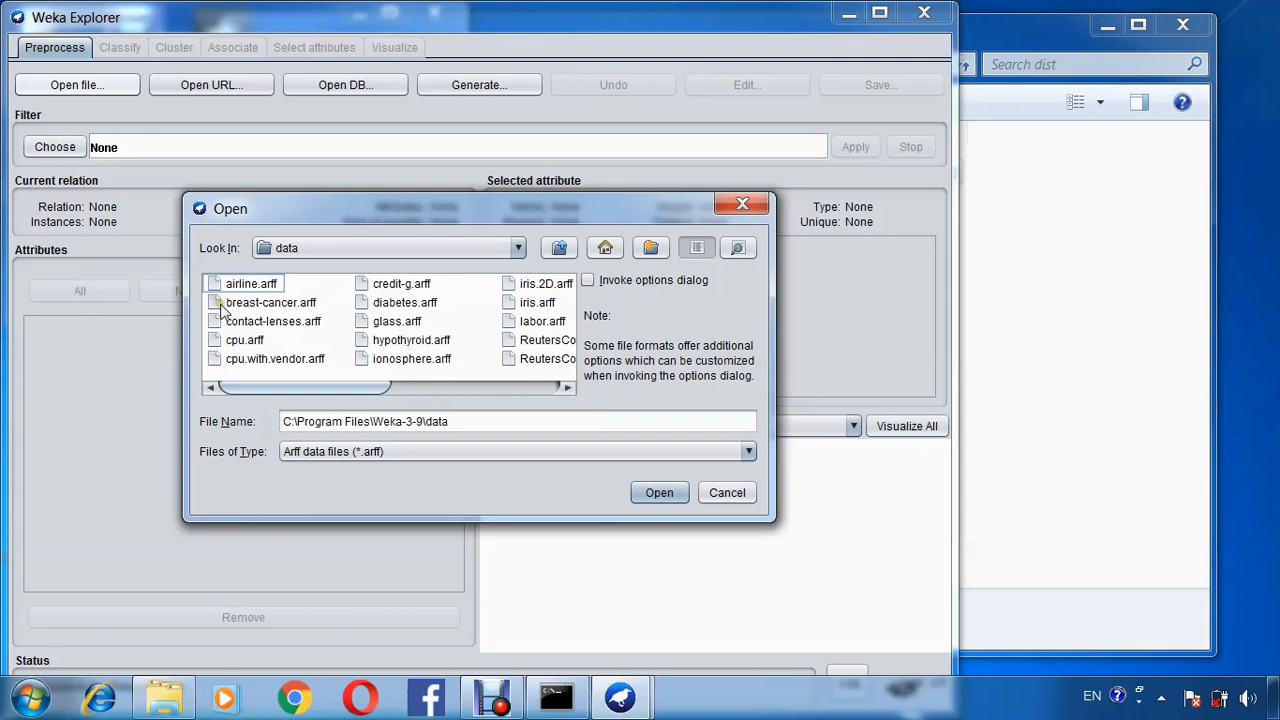 Weka Explorer
Preprocess Classify Cluster Associate Select attributes Visualize
Search dist
Open file... Open URL... Open DB... Generate... Undo Edit... Save...
Filter
Choose None Apply Stop
Current relation Selected attribute
Relation: None Type: None
Instances: None Unique: None
Attributes
All
Open
Look In: data
airline.arff credit-g.arff iris.2D.arff
breast-cancer.arff diabetes.arff iris.arff
contact-lenses.arff glass.arff labor.arff
cpu.arff hypothyroid.arff ReutersCo
cpu.with.vendor.arff ionosphere.arff ReutersCo
Invoke options dialog
Note:
Some file formats offer additional
options which can be customized
when invoking the options dialog.
File Name: C:\Program Files\Weka-3-9\data
Files of Type: Arff data files (*.arff)
Open Cancel
Visualize All
Remove
Status
EN